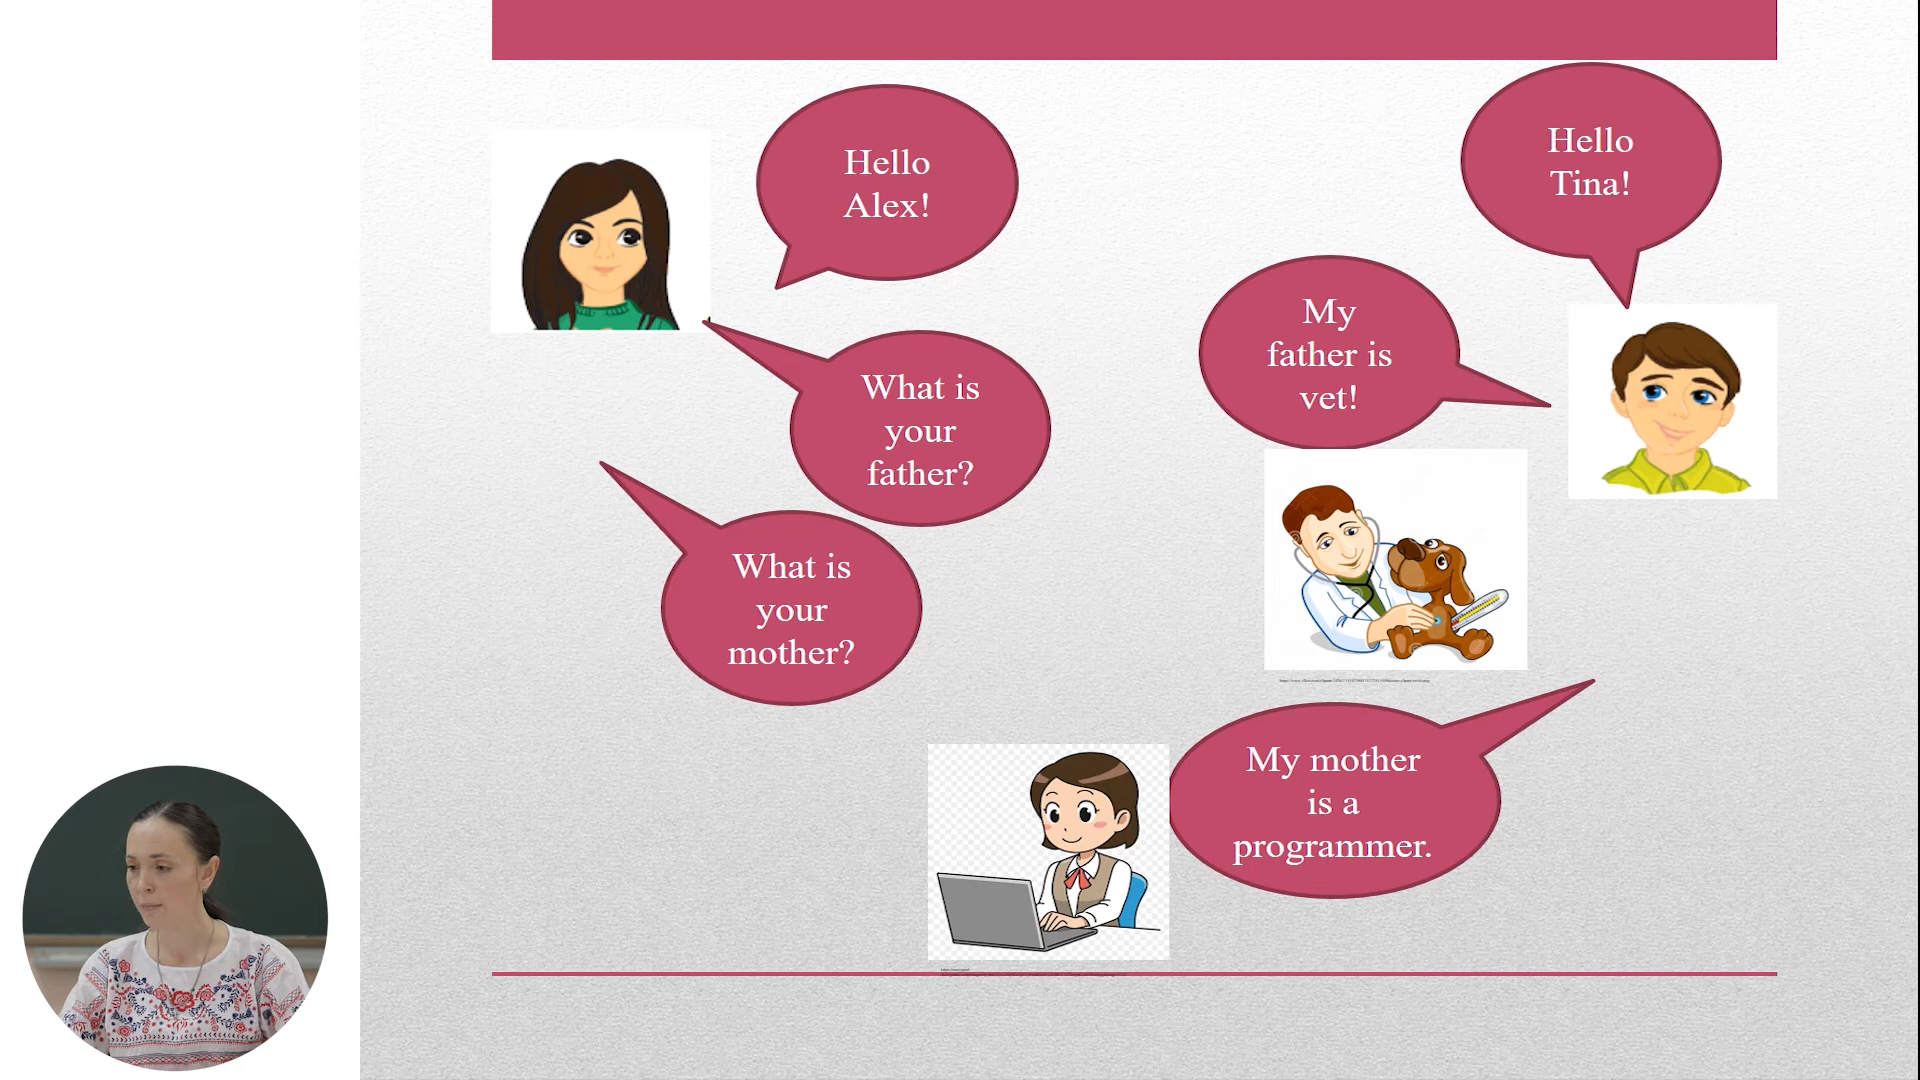 Hello
Alex!
Hello
Tina!
What is
your
father?
My
father is
vet!
What is
your
mother?
My mother
is a
programmer.